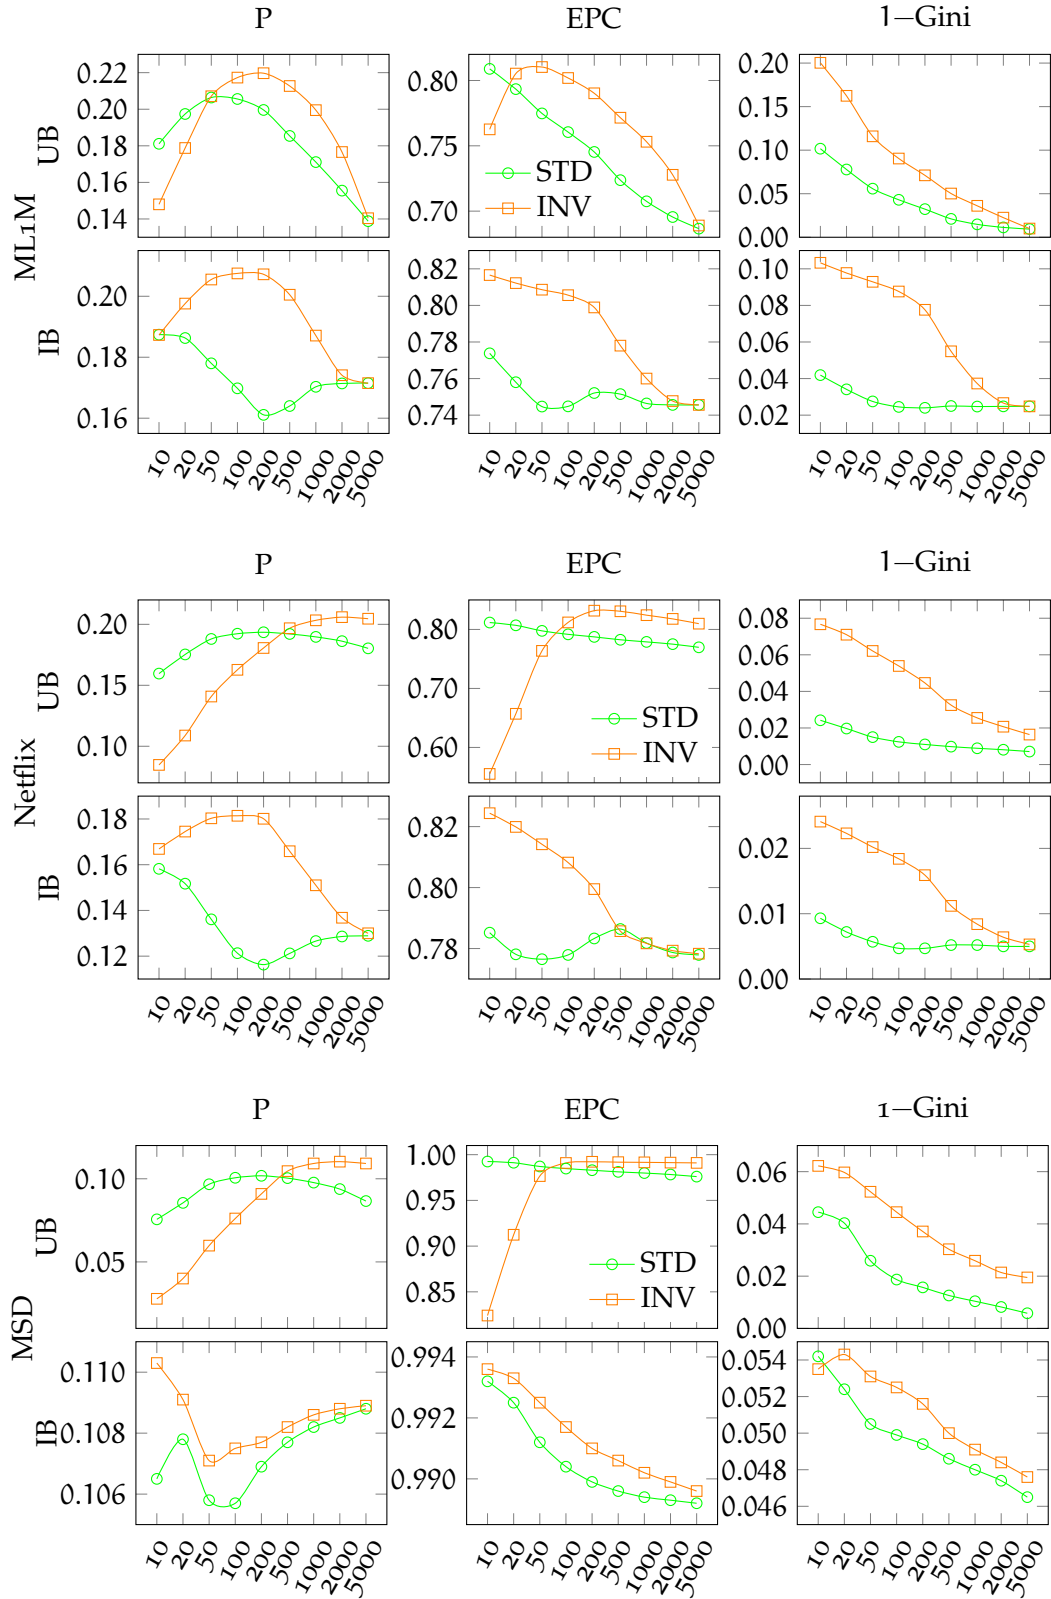 P EPC 1−Gini
ML1M
UB
0.22 0.20 0.18 0.16 0.14
0.80 0.75 0.70
STD
INV
0.20 0.15 0.10 0.05 0.00
IB
0.20 0.18 0.16
0.82 0.80 0.78 0.76 0.74
0.10 0.08 0.06 0.04 0.02
10 20 50 100 200 500 1000 2000 5000
10 20 50 100 200 500 1000 2000 5000
10 20 50 100 200 500 1000 2000 5000
P EPC 1−Gini
Netflix
UB
0.20 0.15 0.10
0.80 0.70 0.60
STD
INV
0.08 0.06 0.04 0.02 0.00
IB
0.18 0.16 0.14 0.12
0.82 0.80 0.78
0.02 0.01 0.00
10 20 50 100 200 500 1000 2000 5000
10 20 50 100 200 500 1000 2000 5000
10 20 50 100 200 500 1000 2000 5000
P EPC 1−Gini
MSD
UB
0.10 0.05
1.00 0.95 0.90 0.85
STD
INV
0.06 0.04 0.02 0.00
IB
0.110 0.108 0.106
0.994 0.992 0.990
0.054 0.052 0.050 0.048 0.046
10 20 50 100 200 500 1000 2000 5000
10 20 50 100 200 500 1000 2000 5000
10 20 50 100 200 500 1000 2000 5000